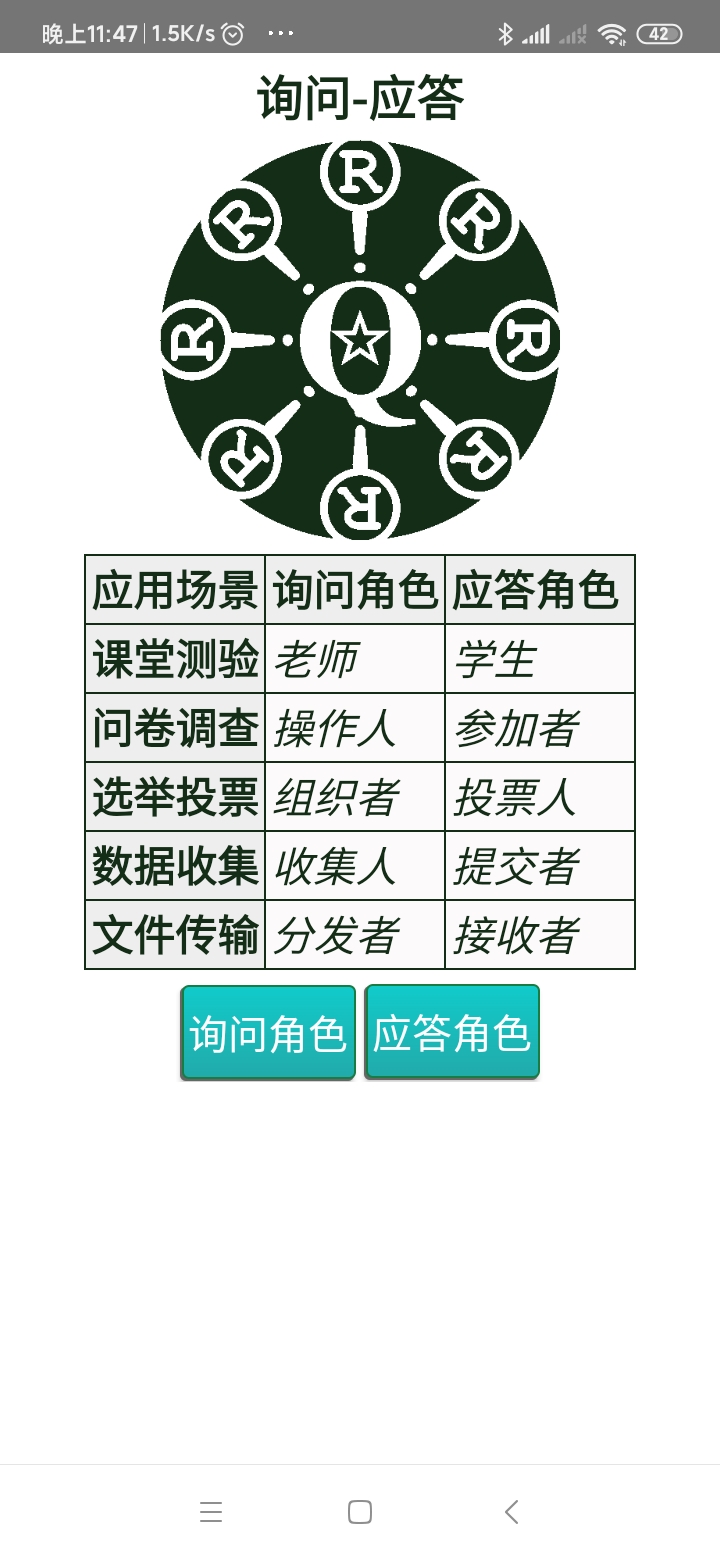 晚上11:47 1.5K/s 42
询问-应答
R
R R
R Q R
R R
R
应用场景 询问角色 应答角色
课堂测验 老师 学生
问卷调查 操作人 参加者
选举投票 组织者 投票人
数据收集 收集人 提交者
文件传输 分发者 接收者
询问角色 应答角色